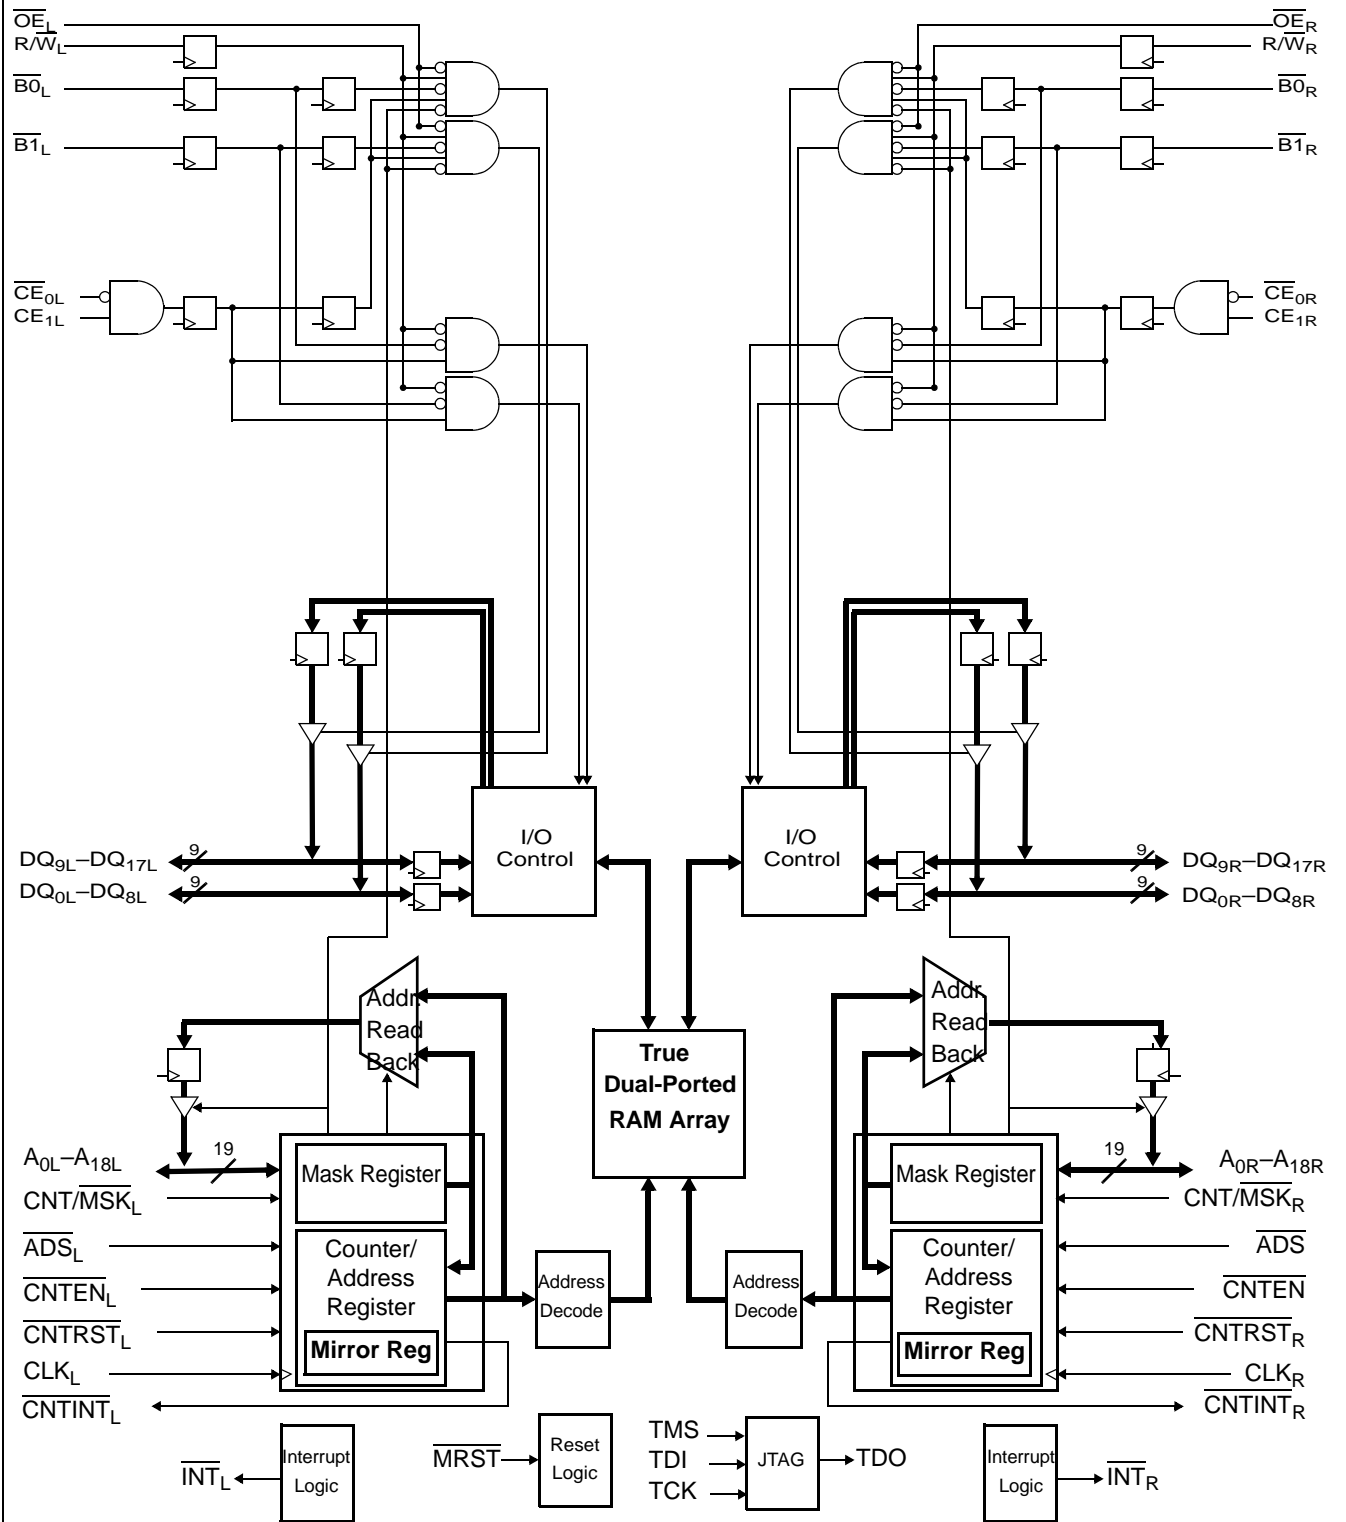 OE_L
R/W_L
B0_L
B1_L
CE_0L
CE_1L
OE_R
R/W_R
B0_R
B1_R
CE_0R
CE_1R
I/O
Control
I/O
Control
DQ_9L–DQ_17L
9
DQ_0L–DQ_8L
9
9
DQ_9R–DQ_17R
9
DQ_0R–DQ_8R
Addr.
Read
Back
True
Dual-Ported
RAM Array
Addr.
Read
Back
A_0L–A_18L
19
CNT/MSK_L
ADS_L
CNTEN_L
CNTRST_L
CLK_L
CNTINT_L
Mask Register
Counter/
Address
Register
Mirror Reg
Address
Decode
Address
Decode
Mask Register
Counter/
Address
Register
Mirror Reg
19
A_0R–A_18R
CNT/MSK_R
ADS
CNTEN
CNTRST_R
CLK_R
CNTINT_R
INT_L
Interrupt
Logic
MRST
Reset
Logic
TMS
TDI
TCK
JTAG
TDO
Interrupt
Logic
INT_R